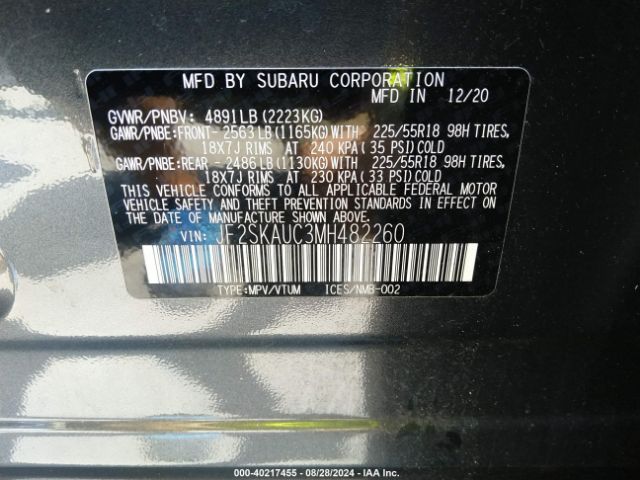 MFD BY SUBARU CORPORATION
MFD IN 12/20
GVWR/PNBV: 4891LB(2223KG)
GAWR/PNBE:FRONT- 2563LB(1165KG)WITH 225/55R18 98H TIRES,
18X7J RIMS AT 240 KPA(35 PSI)COLD
GAWR/PNBE:REAR - 2486LB(1130KG)WITH 225/55R18 98H TIRES,
18X7J RIMS AT 230 KPA(33 PSI)COLD
THIS VEHICLE CONFORMS TO ALL APPLICABLE FEDERAL MOTOR
VEHICLE SAFETY AND THEFT PREVENTION STANDARDS IN EFFECT ON
THE DATE OF MANUFACTURE SHOWN ABOVE.
VIN: JF2SKAUC3MH482260
TYPE:MPV/VTUM ICES/NMB-002
000-40217455 - 08/28/2024 - IAA Inc.